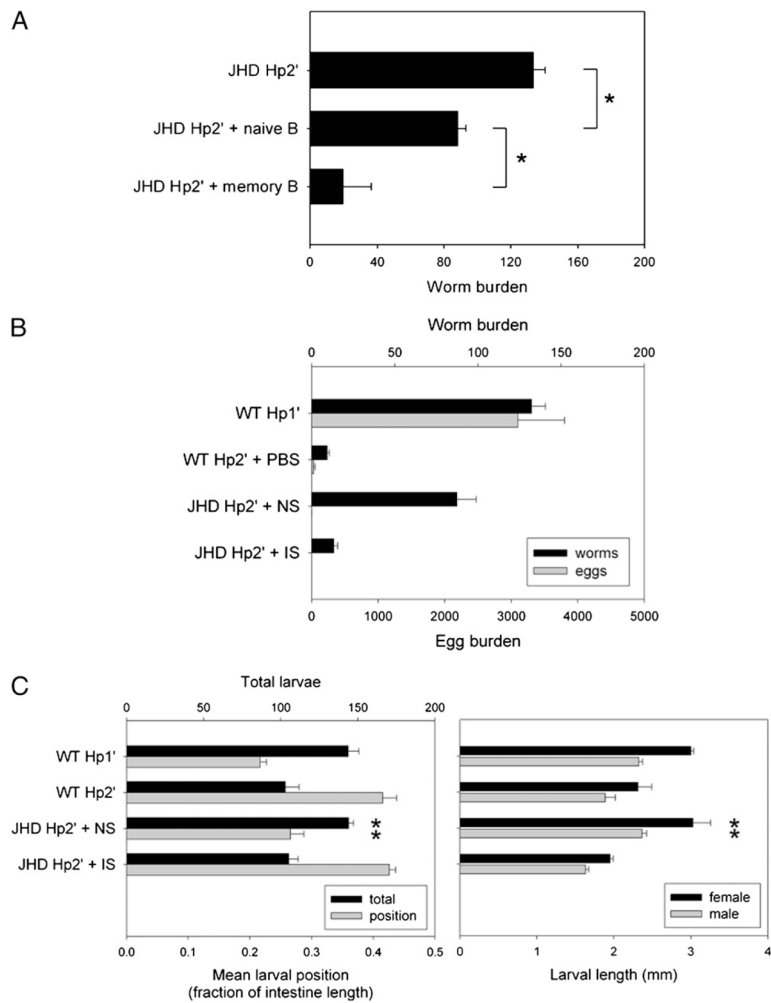 A
JHD Hp2'
*
JHD Hp2' + naive B
*
JHD Hp2' + memory B
0 40 80 120 160 200
Worm burden
B
Worm burden
0 50 100 150 200
WT Hp1'
WT Hp2' + PBS
JHD Hp2' + NS
JHD Hp2' + IS
worms
eggs
0 1000 2000 3000 4000 5000
Egg burden
C
Total larvae
0 50 100 150 200
WT Hp1'
WT Hp2'
JHD Hp2' + NS
*
*
*
*
JHD Hp2' + IS
total
position
female
male
0.0 0.1 0.2 0.3 0.4 0.5
Mean larval position
(fraction of intestine length)
0 1 2 3 4
Larval length (mm)